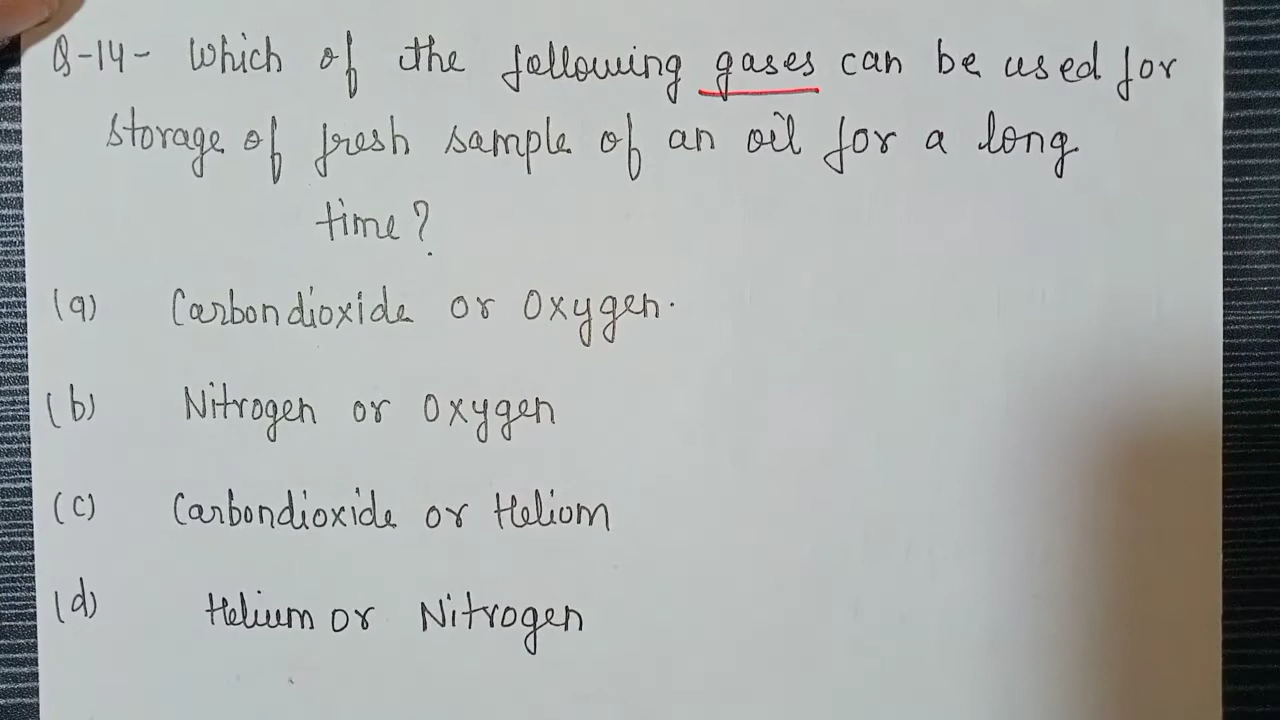 Q-14- Which of the following gases can be used for
storage of fresh sample of an oil for a long
time?
(a) Carbondioxide or Oxygen.
(b) Nitrogen or Oxygen
(c) Carbondioxide or Heliom
(d) Helium or Nitrogen